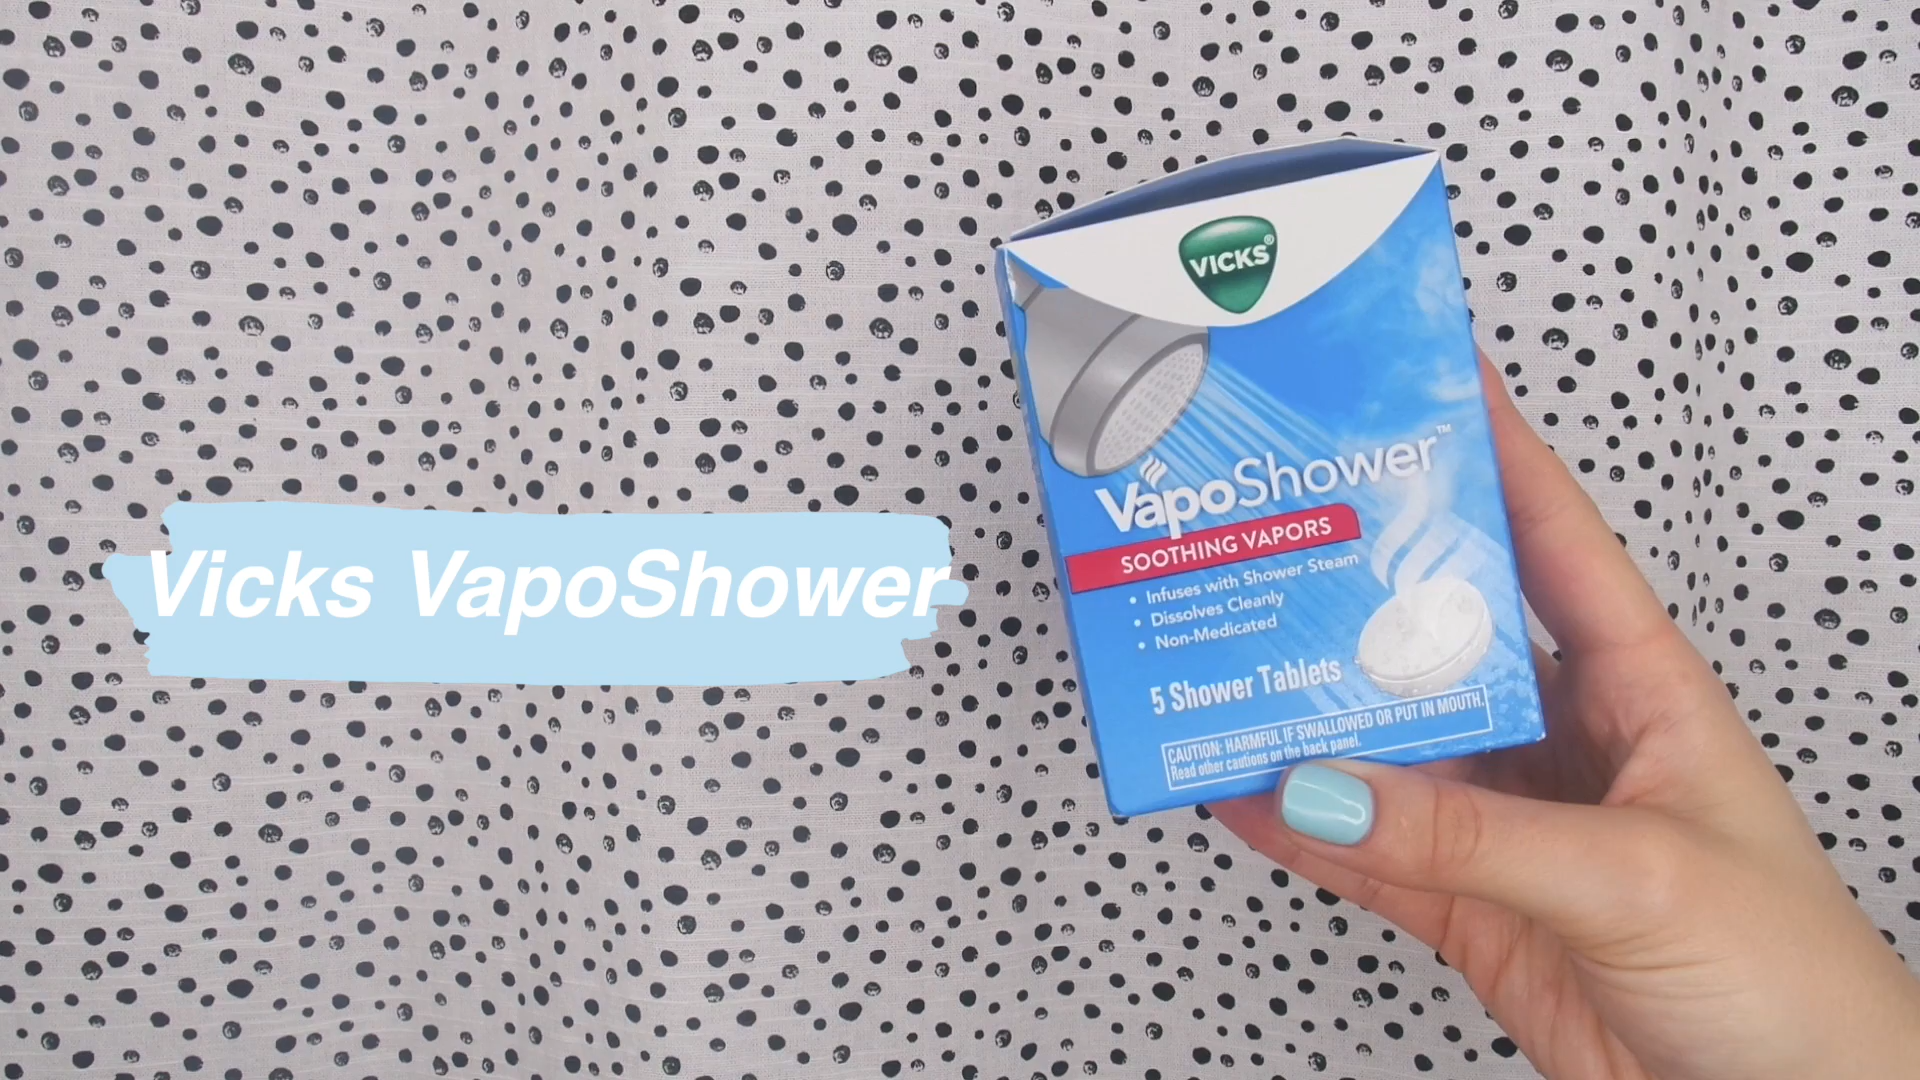 Vicks VapoShower
VICKS®
VapoShower™
SOOTHING VAPORS
• Infuses with Shower Steam
• Dissolves Cleanly
• Non-Medicated
5 Shower Tablets
CAUTION: HARMFUL IF SWALLOWED OR PUT IN MOUTH.
Read other cautions on the back panel.